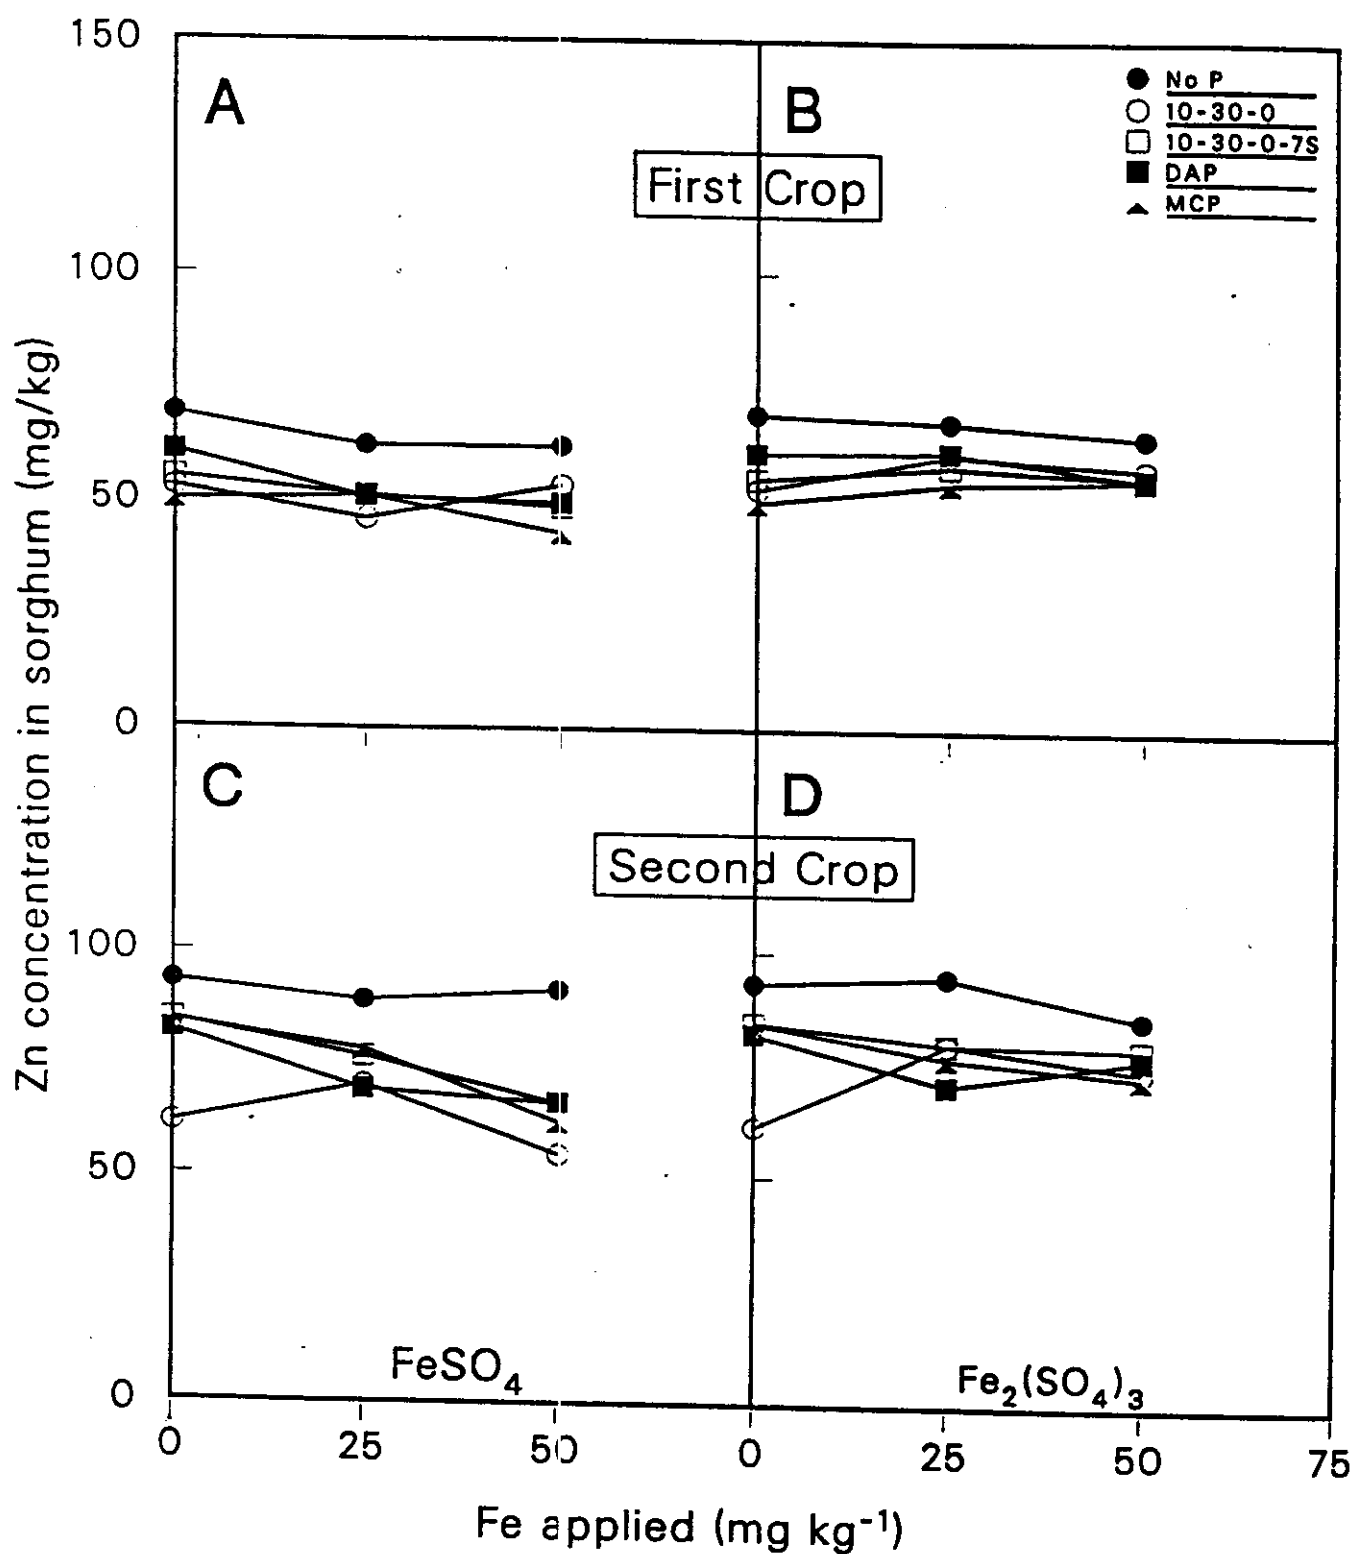 150
A
B
No P
10-30-0
10-30-0-7S
DAP
MCP
First Crop
100
50
0
Zn concentration in sorghum (mg/kg)
C
D
Second Crop
100
50
0
FeSO₄
Fe₂(SO₄)₃
0 25 50 0 25 50 75
Fe applied (mg kg⁻¹)